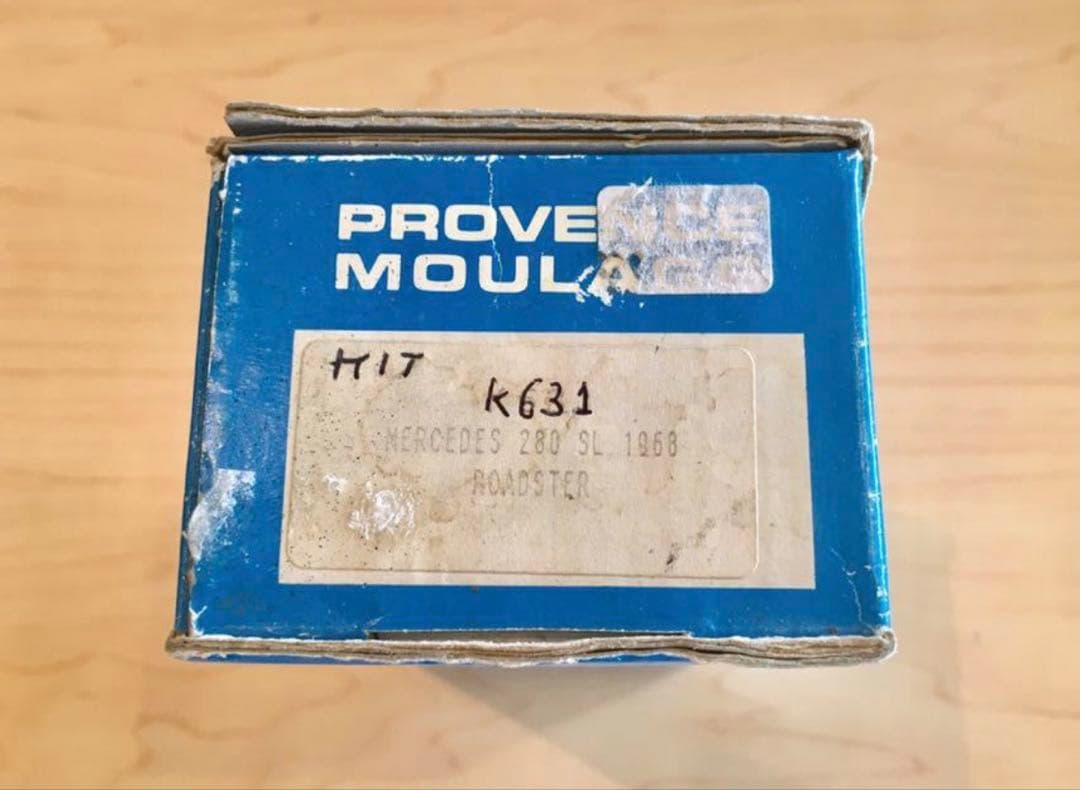 PROVENCE
MOULAGE
KIT
K631
MERCEDES 280 SL 1968
ROADSTER